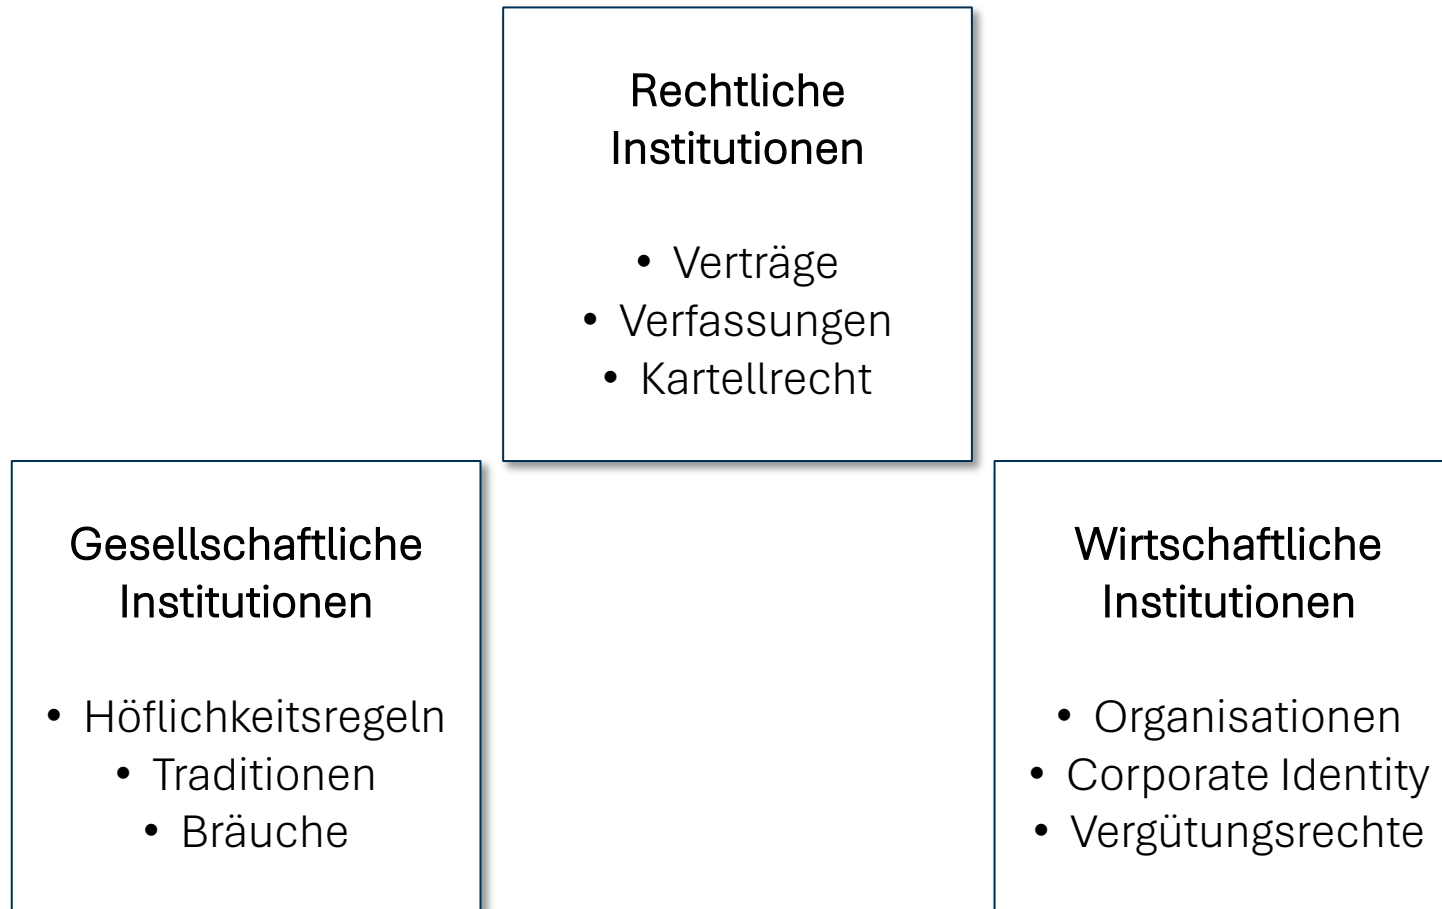 Rechtliche
Institutionen
• Verträge
• Verfassungen
• Kartellrecht
Gesellschaftliche
Institutionen
• Höflichkeitsregeln
• Traditionen
• Bräuche
Wirtschaftliche
Institutionen
• Organisationen
• Corporate Identity
• Vergütungsrechte